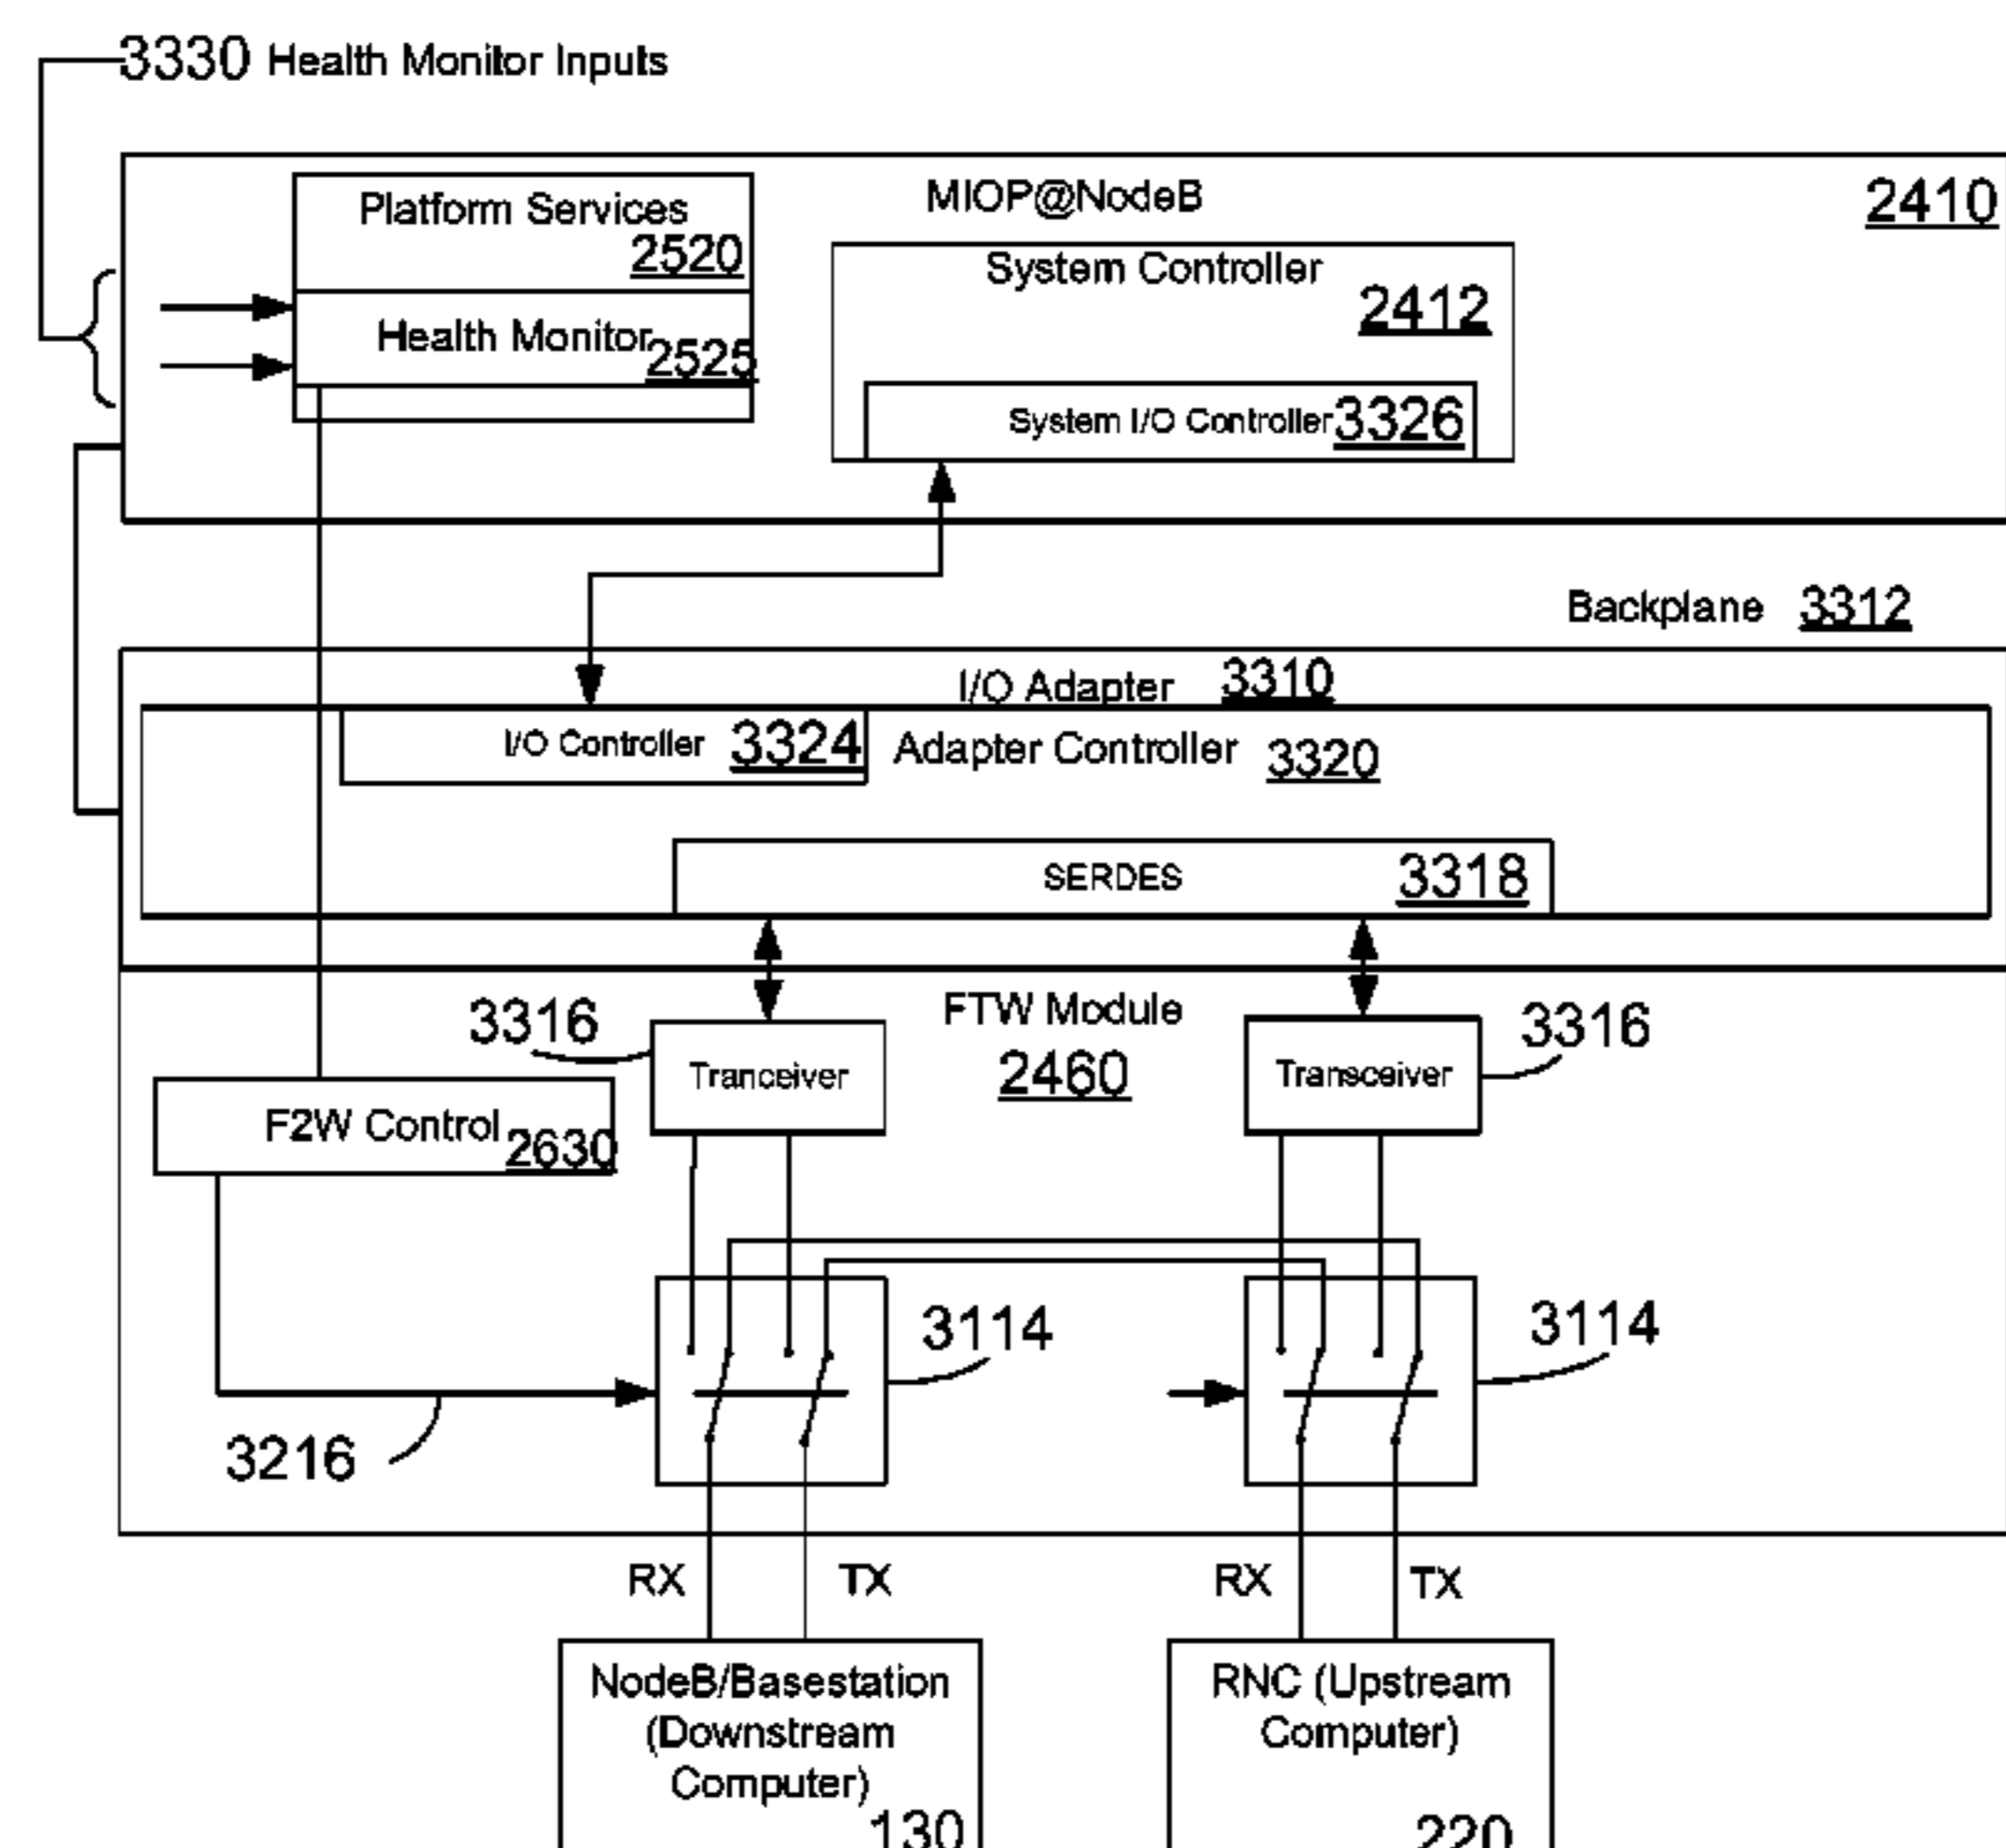 3330 Health Monitor Inputs
MIOP@NodeB
2410
Platform Services
2520
System Controller
2412
Health Monitor
2525
System I/O Controller 3326
Backplane 3312
I/O Adapter 3310
I/O Controller 3324
Adapter Controller 3320
SERDES 3318
3316
Tranceiver
FTW Module
2460
Transceiver
3316
F2W Control
2630
3114
3114
3216
RX
TX
RX
TX
NodeB/Basestation
(Downstream
Computer)
130
RNC (Upstream
Computer)
220